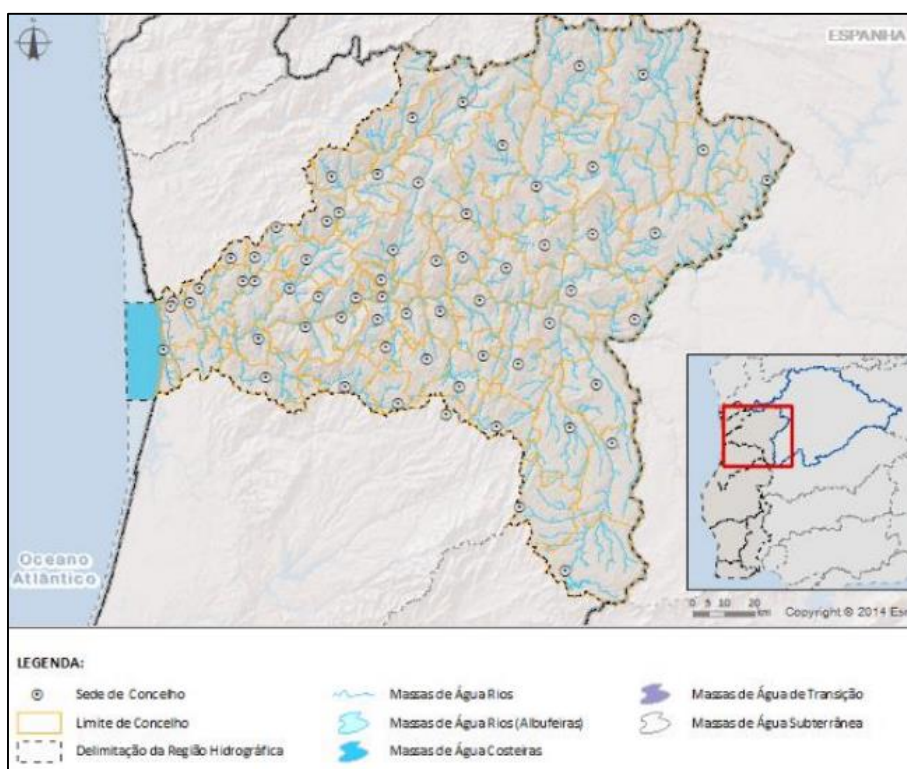 ESPANHA
Oceano
Atlântico
0 5 10 20
km
Copyright © 2014 Esr
LEGENDA:
Sede de Concelho
Limite de Concelho
Delimitação da Região Hidrográfica
Massas de Água Rios
Massas de Água Rios (Albufeiras)
Massas de Água Costeiras
Massas de Água de Transição
Massas de Água Subterrânea